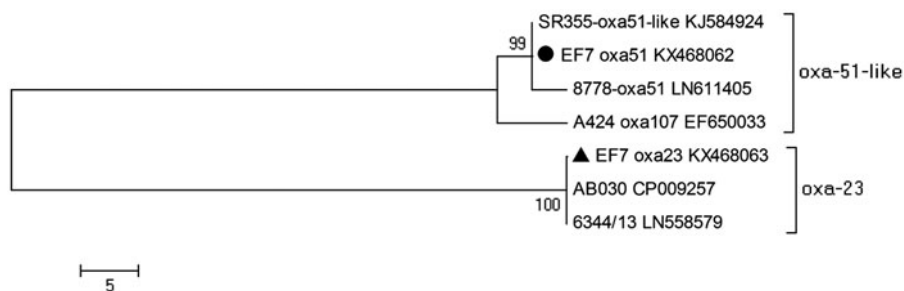 SR355-oxa51-like KJ584924
99
EF7 oxa51 KX468062
8778-oxa51 LN611405
A424 oxa107 EF650033
oxa-51-like
EF7 oxa23 KX468063
AB030 CP009257
6344/13 LN558579
100
oxa-23
5